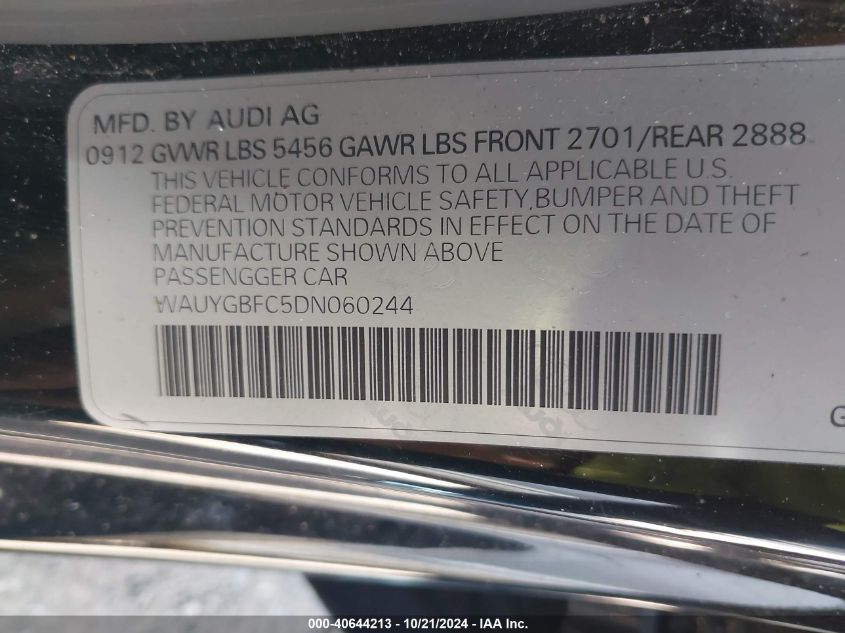 MFD. BY AUDI AG
0912 GVWR LBS 5456 GAWR LBS FRONT 2701/REAR 2888
THIS VEHICLE CONFORMS TO ALL APPLICABLE U.S.
FEDERAL MOTOR VEHICLE SAFETY,BUMPER AND THEFT
PREVENTION STANDARDS IN EFFECT ON THE DATE OF
MANUFACTURE SHOWN ABOVE
PASSENGGER CAR
WAUYGBFC5DN060244
G
000-40644213 - 10/21/2024 - IAA Inc.